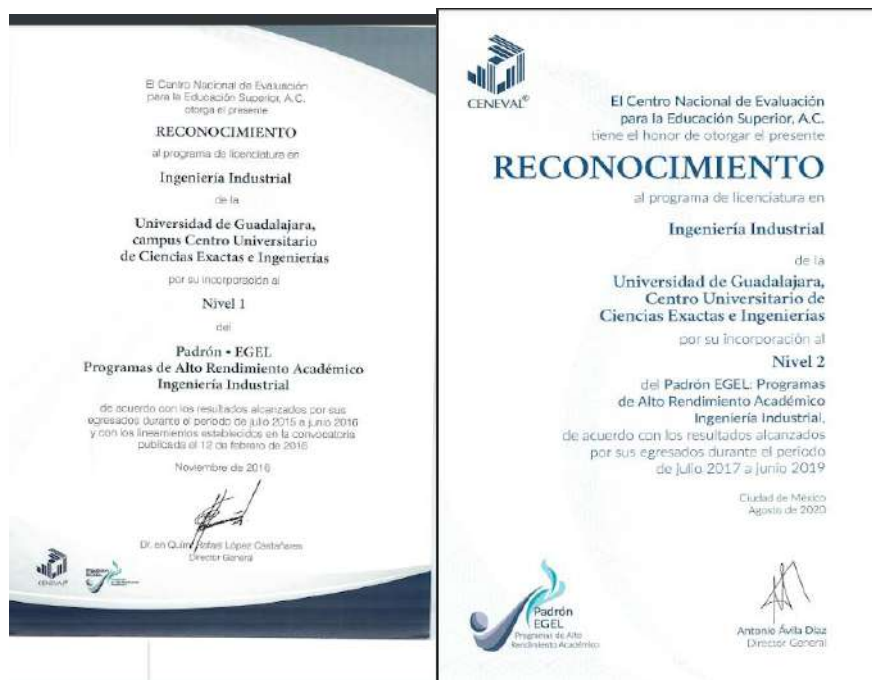 El Centro Nacional de Evaluación
para la Educación Superior, A.C.
otorga el presente
RECONOCIMIENTO
al programa de licenciatura en
Ingeniería Industrial
de la
Universidad de Guadalajara,
campus Centro Universitario
de Ciencias Exactas e Ingenierías
por su incorporación al
Nivel 1
del
Padrón • EGEL
Programas de Alto Rendimiento Académico
Ingeniería Industrial
de acuerdo con los resultados alcanzados por sus
egresados durante el periodo de julio 2015 a junio 2016
y con los lineamientos establecidos en la convocatoria
publicada el 12 de febrero de 2016
Noviembre de 2016
Dr. en Quím. Rafael López Castañares
Director General
CENEVAL®
CENEVAL®
El Centro Nacional de Evaluación
para la Educación Superior, A.C.
tiene el honor de otorgar el presente
RECONOCIMIENTO
al programa de licenciatura en
Ingeniería Industrial
de la
Universidad de Guadalajara,
Centro Universitario de
Ciencias Exactas e Ingenierías
por su incorporación al
Nivel 2
del Padrón EGEL: Programas
de Alto Rendimiento Académico
Ingeniería Industrial,
de acuerdo con los resultados alcanzados
por sus egresados durante el periodo
de julio 2017 a junio 2019
Ciudad de México
Agosto de 2020
Padrón
EGEL
Programas de Alto
Rendimiento Académico
Antonio Ávila Díaz
Director General